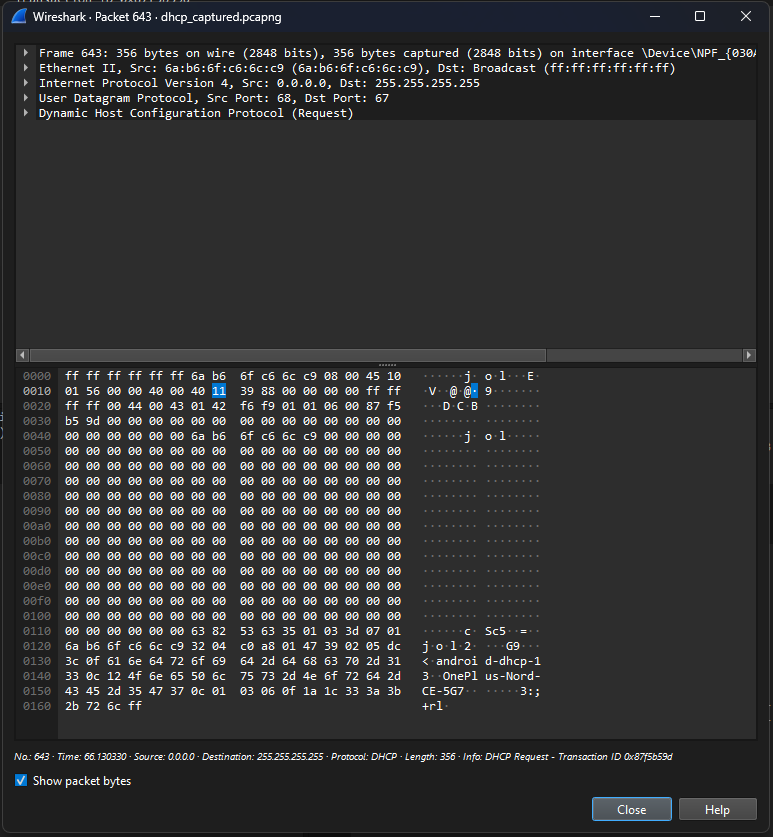 Wireshark · Packet 643 · dhcp_captured.pcapng
Frame 643: 356 bytes on wire (2848 bits), 356 bytes captured (2848 bits) on interface \Device\NPF_{030A
Ethernet II, Src: 6a:b6:6f:c6:6c:c9 (6a:b6:6f:c6:6c:c9), Dst: Broadcast (ff:ff:ff:ff:ff:ff)
Internet Protocol Version 4, Src: 0.0.0.0, Dst: 255.255.255.255
User Datagram Protocol, Src Port: 68, Dst Port: 67
Dynamic Host Configuration Protocol (Request)
0000 ff ff ff ff ff ff 6a b6 6f c6 6c c9 08 00 45 10 ······j· o·l···E·
0010 01 56 00 00 40 00 40 11 39 88 00 00 00 00 ff ff ·V··@·@· 9·······
0020 ff ff 00 44 00 43 01 42 f6 f9 01 01 06 00 87 f5 ···D·C·B ········
0030 b5 9d 00 00 00 00 00 00 00 00 00 00 00 00 00 00 ········ ········
0040 00 00 00 00 00 00 6a b6 6f c6 6c c9 00 00 00 00 ······j· o·l·····
0050 00 00 00 00 00 00 00 00 00 00 00 00 00 00 00 00 ········ ········
0060 00 00 00 00 00 00 00 00 00 00 00 00 00 00 00 00 ········ ········
0070 00 00 00 00 00 00 00 00 00 00 00 00 00 00 00 00 ········ ········
0080 00 00 00 00 00 00 00 00 00 00 00 00 00 00 00 00 ········ ········
0090 00 00 00 00 00 00 00 00 00 00 00 00 00 00 00 00 ········ ········
00a0 00 00 00 00 00 00 00 00 00 00 00 00 00 00 00 00 ········ ········
00b0 00 00 00 00 00 00 00 00 00 00 00 00 00 00 00 00 ········ ········
00c0 00 00 00 00 00 00 00 00 00 00 00 00 00 00 00 00 ········ ········
00d0 00 00 00 00 00 00 00 00 00 00 00 00 00 00 00 00 ········ ········
00e0 00 00 00 00 00 00 00 00 00 00 00 00 00 00 00 00 ········ ········
00f0 00 00 00 00 00 00 00 00 00 00 00 00 00 00 00 00 ········ ········
0100 00 00 00 00 00 00 00 00 00 00 00 00 00 00 00 00 ········ ········
0110 00 00 00 00 00 00 63 82 53 63 35 01 03 3d 07 01 ······c· Sc5··=··
0120 6a b6 6f c6 6c c9 32 04 c0 a8 01 47 39 02 05 dc j·o·l·2· ···G9···
0130 3c 0f 61 6e 64 72 6f 69 64 2d 64 68 63 70 2d 31 <·androi d-dhcp-1
0140 33 0c 12 4f 6e 65 50 6c 75 73 2d 4e 6f 72 64 2d 3··OnePl us-Nord-
0150 43 45 2d 35 47 37 0c 01 03 06 0f 1a 1c 33 3a 3b CE-5G7·· ·····3:;
0160 2b 72 6c ff +rl·
No.: 643 · Time: 66.130330 · Source: 0.0.0.0 · Destination: 255.255.255.255 · Protocol: DHCP · Length: 356 · Info: DHCP Request - Transaction ID 0x87f5b59d
Show packet bytes
Close Help